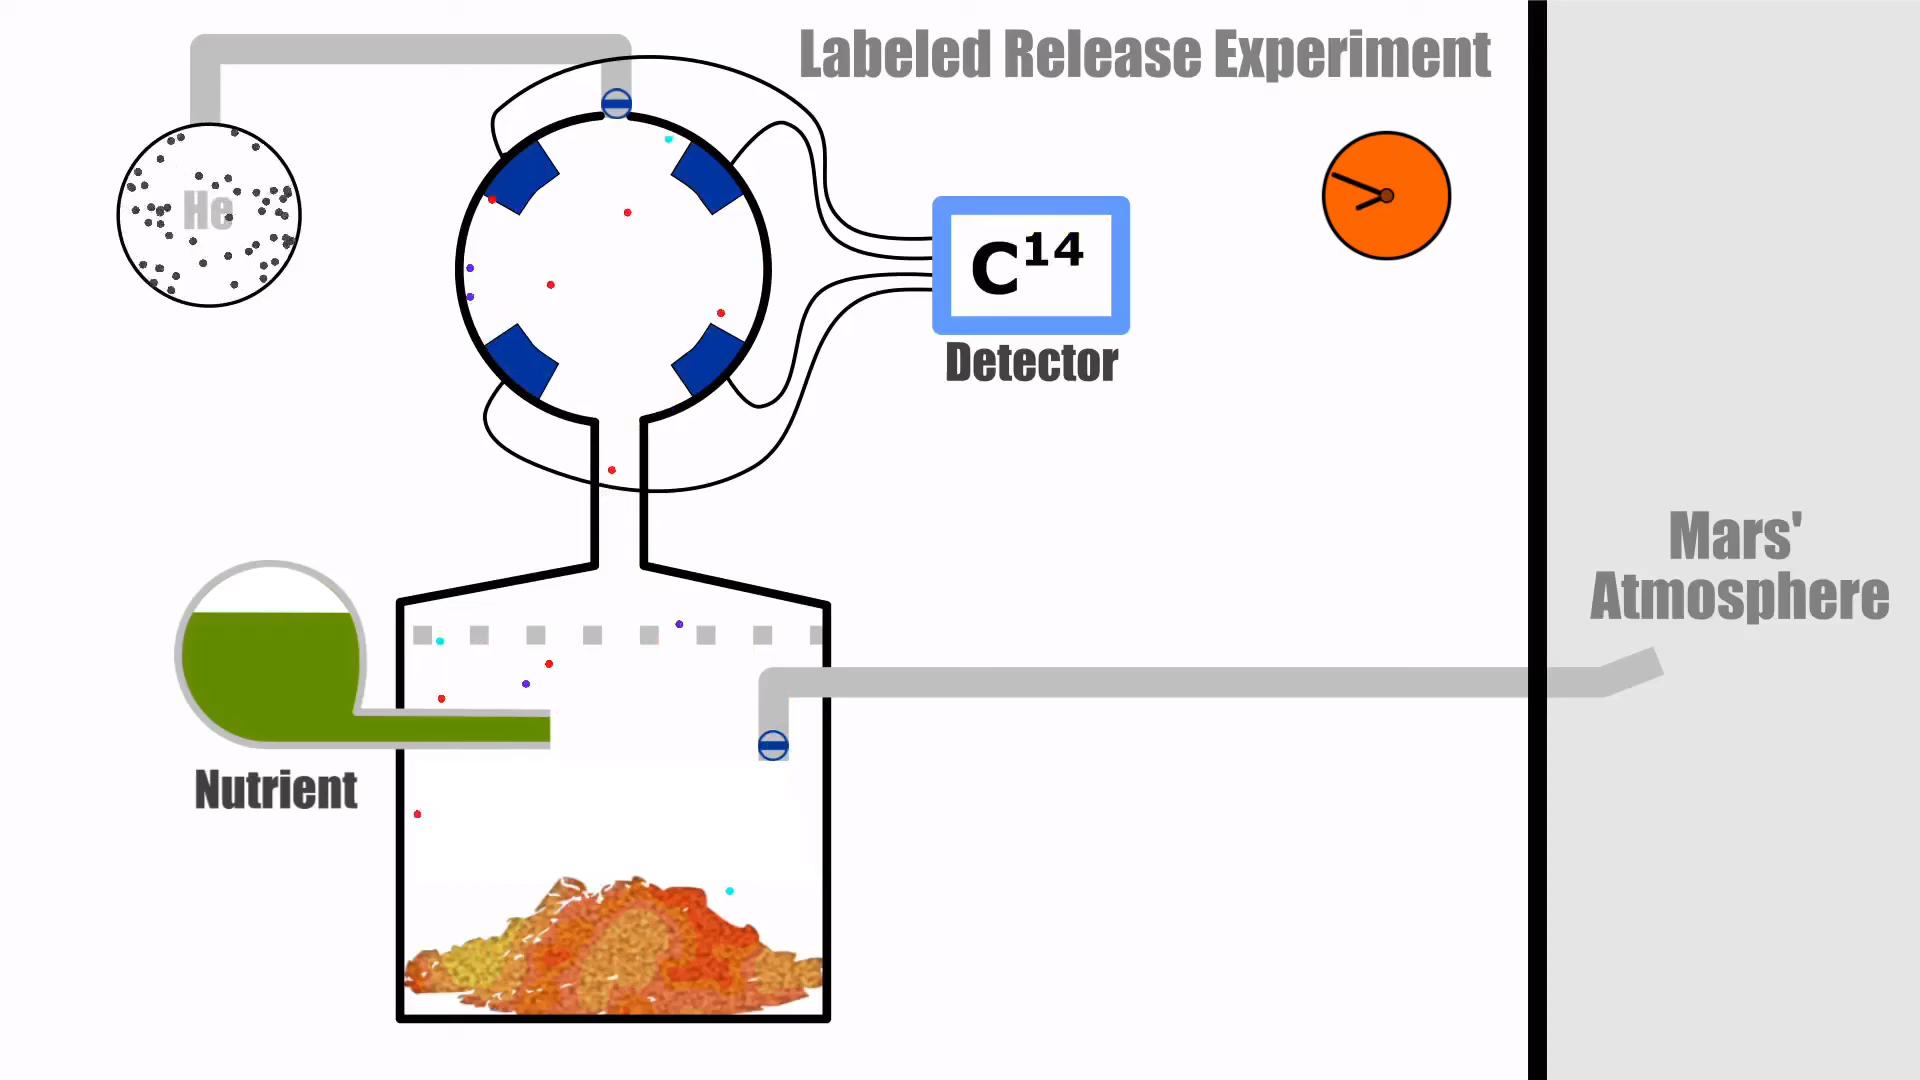 Labeled Release Experiment
He
C¹⁴
Detector
Mars'
Atmosphere
Nutrient